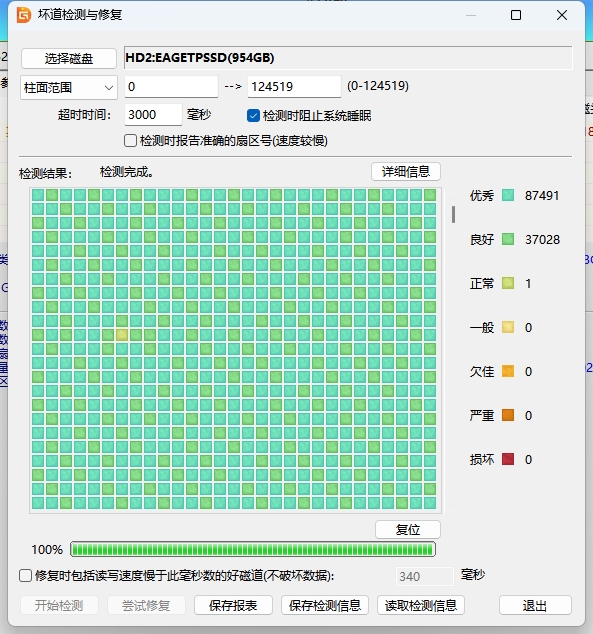 坏道检测与修复
选择磁盘 HD2:EAGETPSSD(954GB)
柱面范围 0 --> 124519 (0-124519)
超时时间: 3000 毫秒 检测时阻止系统睡眠
检测时报告准确的扇区号(速度较慢)
检测结果: 检测完成。 详细信息
优秀 87491
良好 37028
正常 1
一般 0
欠佳 0
严重 0
损坏 0
复位
100%
修复时包括读写速度慢于此毫秒数的好磁道(不破坏数据): 340 毫秒
开始检测 尝试修复 保存报表 保存检测信息 读取检测信息 退出